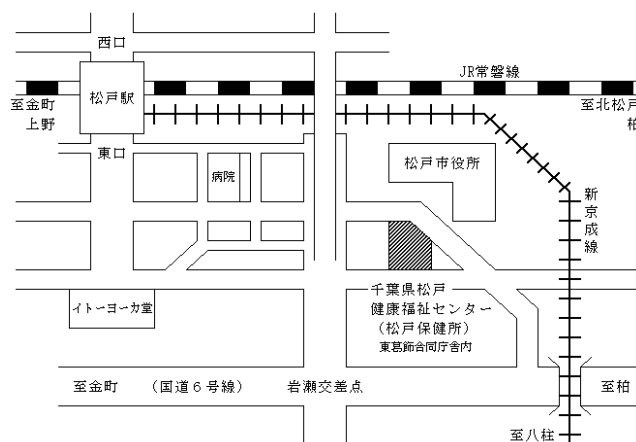 西口
JR常磐線
至金町
上野
松戸駅
至北松戸
柏
東口
病院
松戸市役所
新京成線
千葉県松戸
健康福祉センター
（松戸保健所）
東葛飾合同庁舎内
イトーヨーカ堂
至金町
（国道６号線）
岩瀬交差点
至柏
至八柱